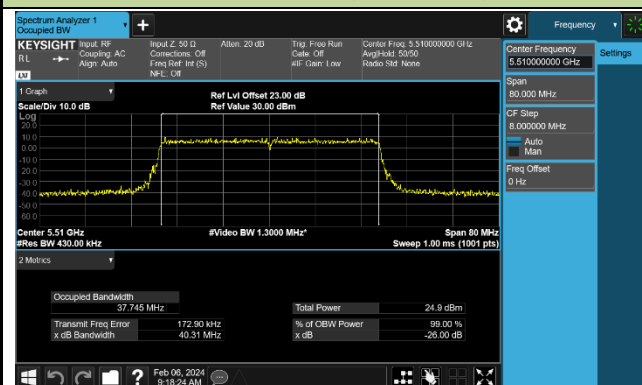 Spectrum Analyzer 1
Occupied BW
Frequency
KEYSIGHT
Input: RF
Coupling: AC
Align: Auto
Input Z: 50 Ω
Corrections: Off
Freq Ref: Int (S)
NFE: Off
Atten: 20 dB
Trig: Free Run
Gate: Off
#IF Gain: Low
Center Freq: 5.510000000 GHz
Avg|Hold: 50/50
Radio Std: None
RL
LXI
Center Frequency
5.510000000 GHz
Settings
Span
80.000 MHz
CF Step
8.000000 MHz
Auto
Man
Freq Offset
0 Hz
1 Graph
Scale/Div 10.0 dB
Ref Lvl Offset 23.00 dB
Ref Value 30.00 dBm
Log
20.0
10.0
0.00
-10.0
-20.0
-30.0
-40.0
-50.0
-60.0
Center 5.51 GHz
#Res BW 430.00 kHz
#Video BW 1.3000 MHz*
Span 80 MHz
Sweep 1.00 ms (1001 pts)
2 Metrics
Occupied Bandwidth
37.745 MHz
Total Power
24.9 dBm
Transmit Freq Error
172.90 kHz
% of OBW Power
99.00 %
x dB Bandwidth
40.31 MHz
x dB
-26.00 dB
Feb 06, 2024
9:18:24 AM